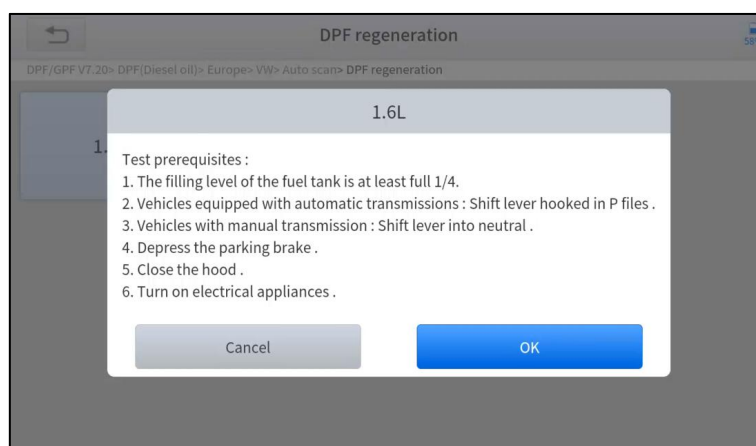 DPF regeneration
58
DPF/GPF V7.20> DPF(Diesel oil)> Europe> VW> Auto scan> DPF regeneration
1.6L
1.
Test prerequisites :
1. The filling level of the fuel tank is at least full 1/4.
2. Vehicles equipped with automatic transmissions : Shift lever hooked in P files .
3. Vehicles with manual transmission : Shift lever into neutral .
4. Depress the parking brake .
5. Close the hood .
6. Turn on electrical appliances .
Cancel
OK